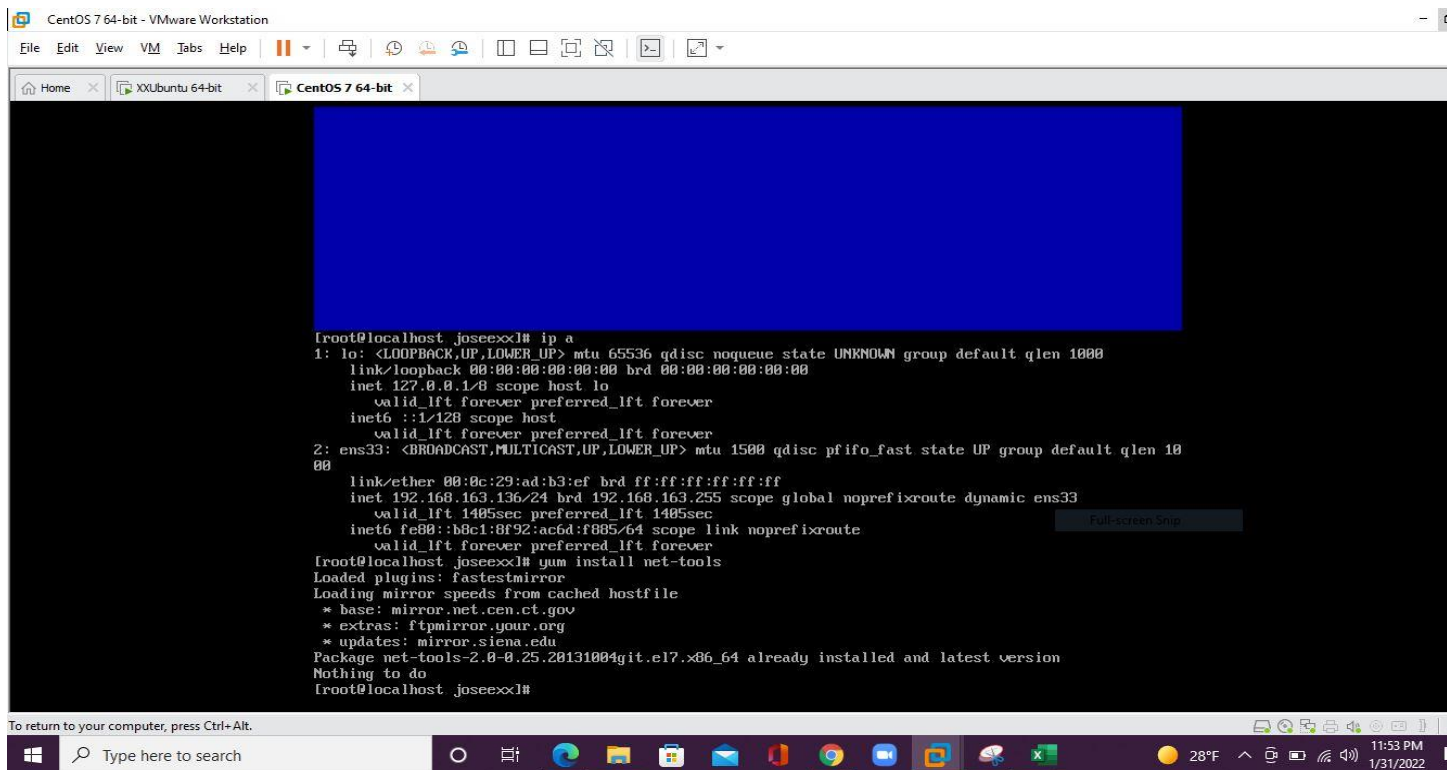 CentOS 7 64-bit - VMware Workstation
File Edit View VM Tabs Help
Home XXUbuntu 64-bit CentOS 7 64-bit
[root@localhost joseexx]# ip a
1: lo: <LOOPBACK,UP,LOWER_UP> mtu 65536 qdisc noqueue state UNKNOWN group default qlen 1000
link/loopback 00:00:00:00:00:00 brd 00:00:00:00:00:00
inet 127.0.0.1/8 scope host lo
valid_lft forever preferred_lft forever
inet6 ::1/128 scope host
valid_lft forever preferred_lft forever
2: ens33: <BROADCAST,MULTICAST,UP,LOWER_UP> mtu 1500 qdisc pfifo_fast state UP group default qlen 10
00
link/ether 00:0c:29:ad:b3:ef brd ff:ff:ff:ff:ff:ff
inet 192.168.163.136/24 brd 192.168.163.255 scope global noprefixroute dynamic ens33
valid_lft 1405sec preferred_lft 1405sec
Full-screen Snip
inet6 fe80::b8c1:8f92:ac6d:f885/64 scope link noprefixroute
valid_lft forever preferred_lft forever
[root@localhost joseexx]# yum install net-tools
Loaded plugins: fastestmirror
Loading mirror speeds from cached hostfile
* base: mirror.net.cen.ct.gov
* extras: ftpmirror.your.org
* updates: mirror.siena.edu
Package net-tools-2.0-0.25.20131004git.el7.x86_64 already installed and latest version
Nothing to do
[root@localhost joseexx]#
To return to your computer, press Ctrl+Alt.
Type here to search
28°F
11:53 PM
1/31/2022